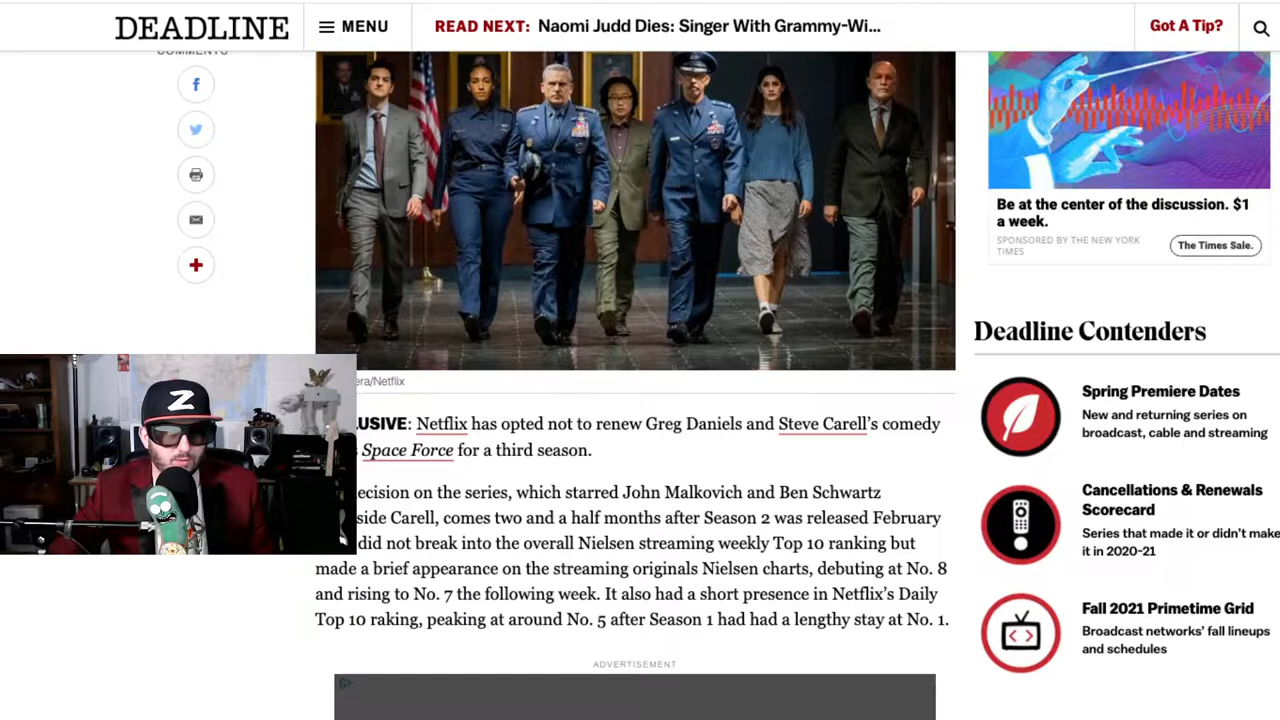 DEADLINE
MENU
READ NEXT: Naomi Judd Dies: Singer With Grammy-Wi...
Got A Tip?
COMMENTS
Be at the center of the discussion. $1
a week.
SPONSORED BY THE NEW YORK
TIMES
The Times Sale.
Deadline Contenders
Spring Premiere Dates
New and returning series on
broadcast, cable and streaming
Cancellations & Renewals
Scorecard
Series that made it or didn't make
it in 2020-21
Fall 2021 Primetime Grid
Broadcast networks' fall lineups
and schedules
era/Netflix
LUSIVE: Netflix has opted not to renew Greg Daniels and Steve Carell's comedy
Space Force for a third season.
ecision on the series, which starred John Malkovich and Ben Schwartz
side Carell, comes two and a half months after Season 2 was released February
did not break into the overall Nielsen streaming weekly Top 10 ranking but
made a brief appearance on the streaming originals Nielsen charts, debuting at No. 8
and rising to No. 7 the following week. It also had a short presence in Netflix's Daily
Top 10 raking, peaking at around No. 5 after Season 1 had had a lengthy stay at No. 1.
ADVERTISEMENT
Z